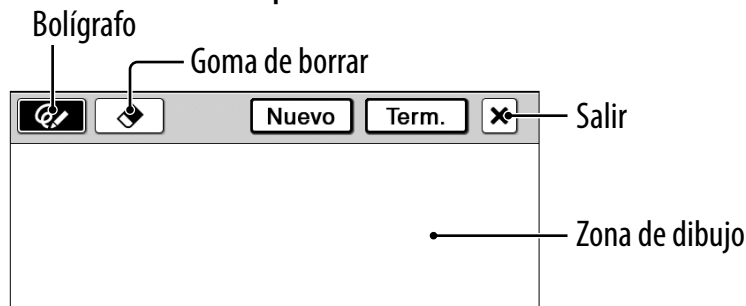 Bolígrafo
Goma de borrar
Nuevo Term. Salir
Zona de dibujo